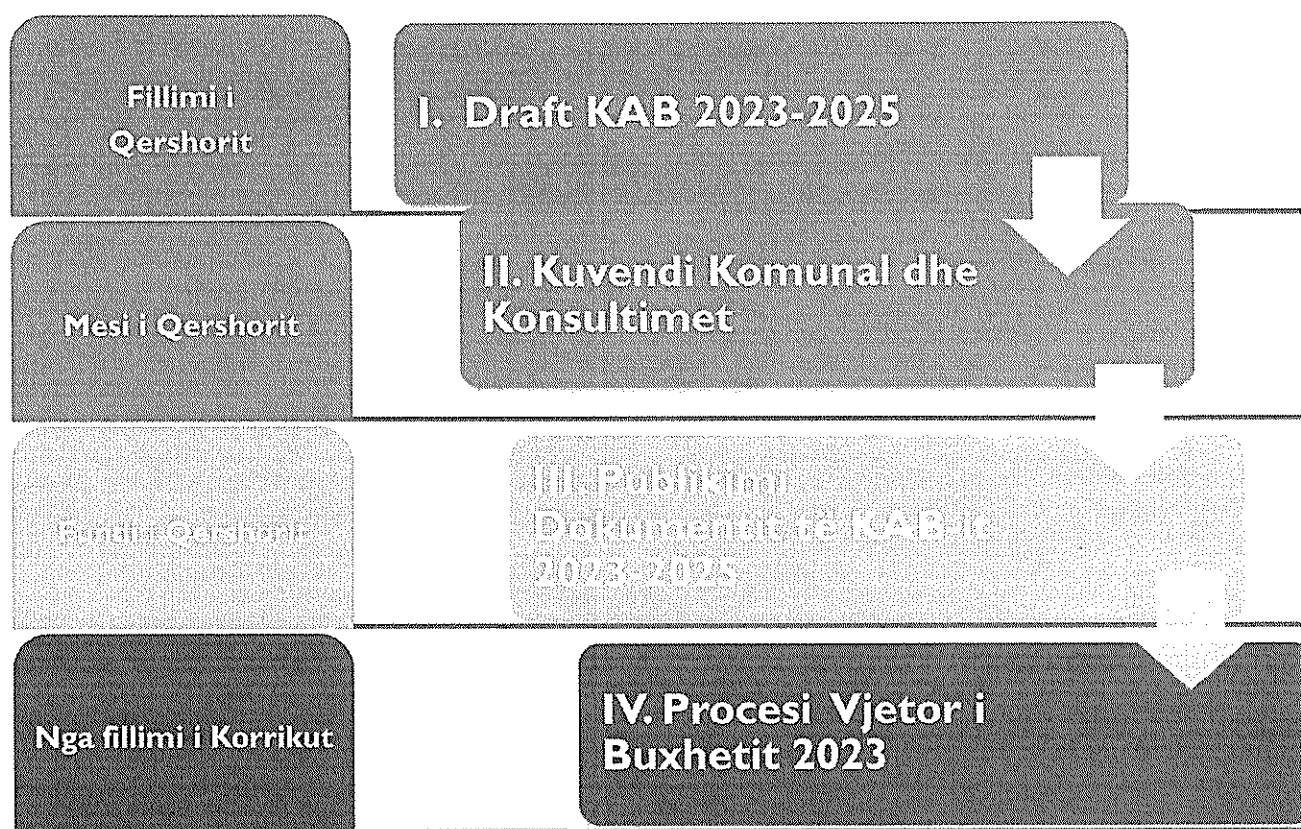 Fillimi i
Qershorit
I. Draft KAB 2023-2025
Mesi i Qershorit
II. Kuvendi Komunal dhe
Konsultimet
Fundi i Qershorit
III. Publikimi
Dokumentit të KAB-it
2023-2025
Nga fillimi i Korrikut
IV. Procesi Vjetor i
Buxhetit 2023